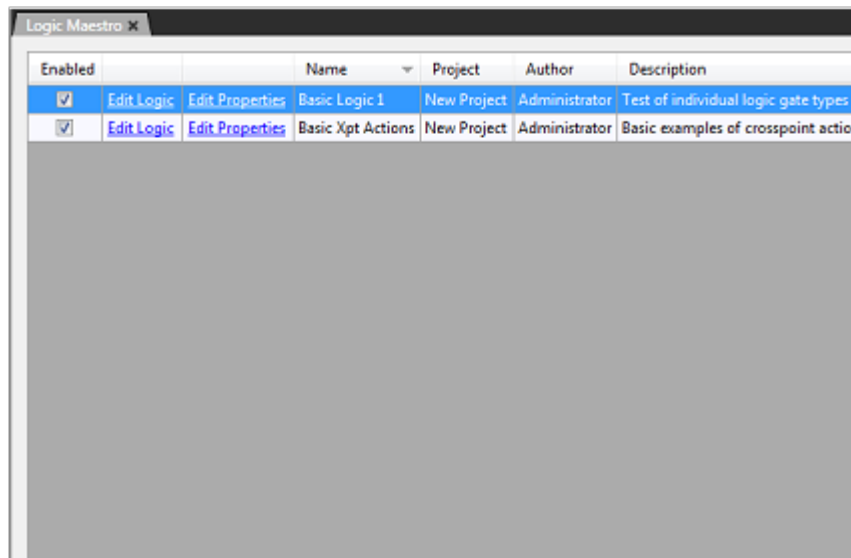 Logic Maestro
Enabled Name Project Author Description
Edit Logic Edit Properties Basic Logic 1 New Project Administrator Test of individual logic gate types
Edit Logic Edit Properties Basic Xpt Actions New Project Administrator Basic examples of crosspoint actio